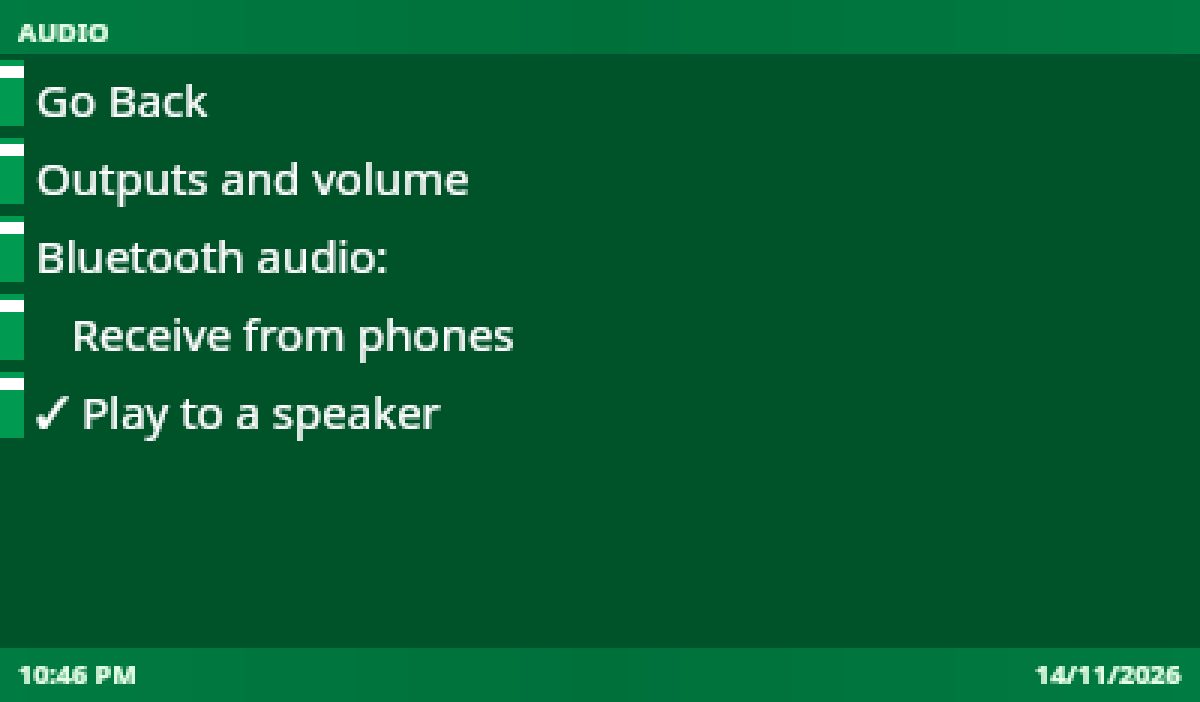 AUDIO
Go Back
Outputs and volume
Bluetooth audio:
Receive from phones
✓ Play to a speaker
10:46 PM
14/11/2026